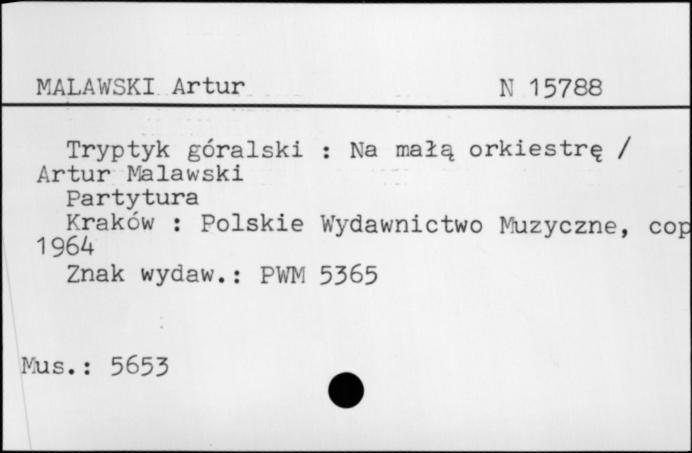 MALAWSKI Artur N 15788
Tryptyk góralski : Na małą orkiestrę /
Artur Malawski
Partytura
Kraków : Polskie Wydawnictwo Muzyczne, cop
1964
Znak wydaw.: PWM 5365
Mus.: 5653